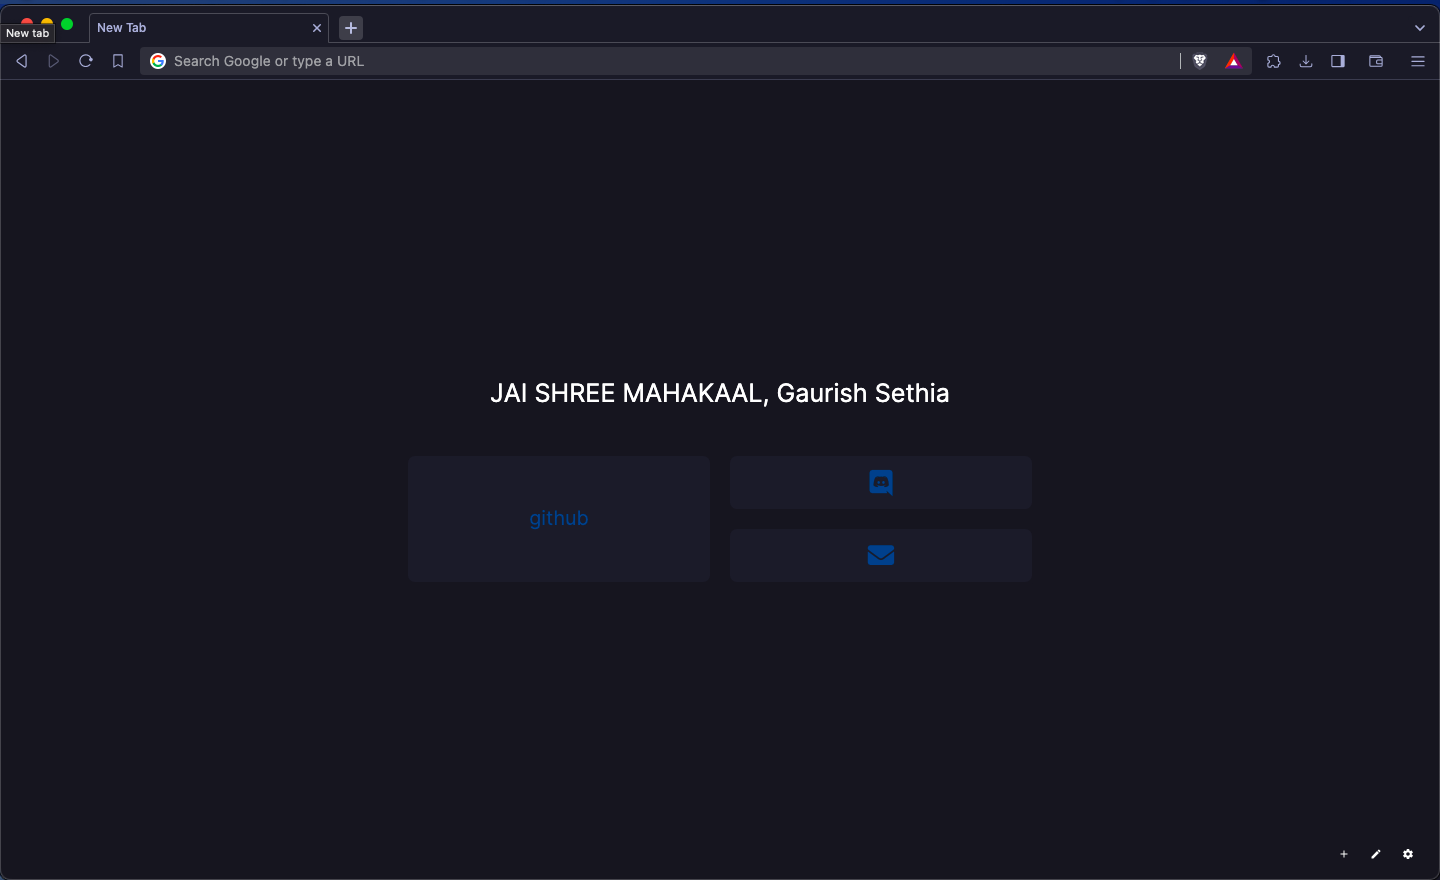 New Tab
New tab
Search Google or type a URL
JAI SHREE MAHAKAAL, Gaurish Sethia
github